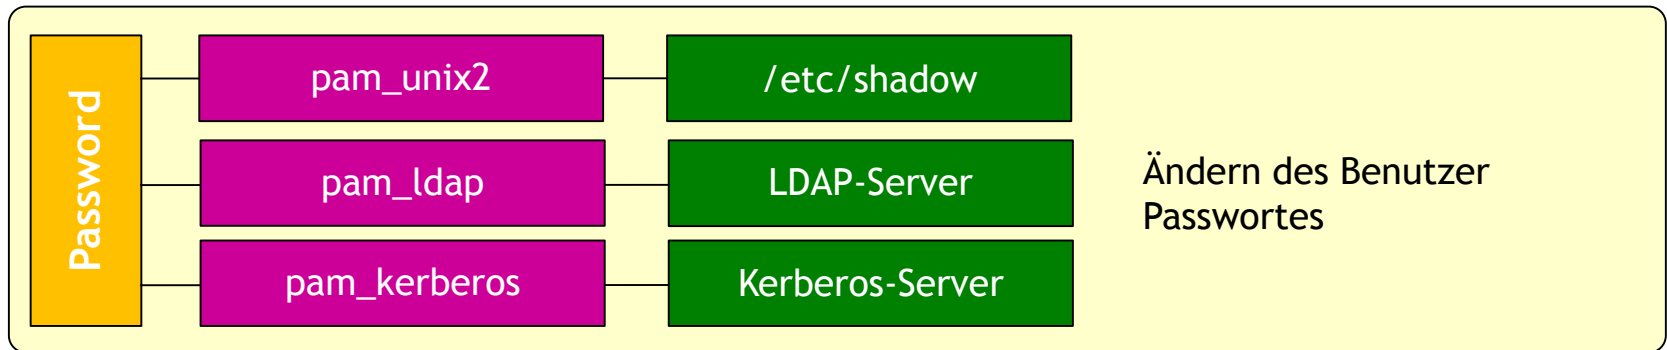 Password
pam_unix2
/etc/shadow
pam_ldap
LDAP-Server
pam_kerberos
Kerberos-Server
Ändern des Benutzer
Passwortes